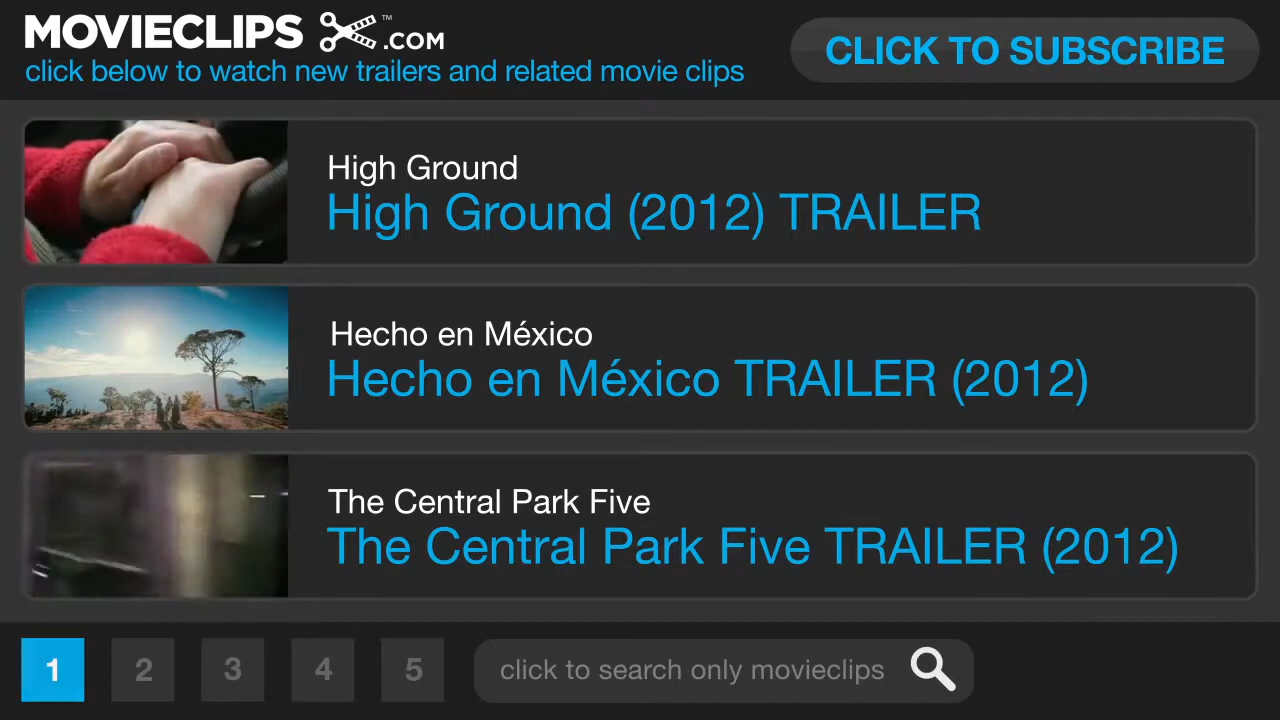 MOVIECLIPS ™ .COM
click below to watch new trailers and related movie clips
CLICK TO SUBSCRIBE
High Ground
High Ground (2012) TRAILER
Hecho en México
Hecho en México TRAILER (2012)
The Central Park Five
The Central Park Five TRAILER (2012)
1 2 3 4 5
click to search only movieclips